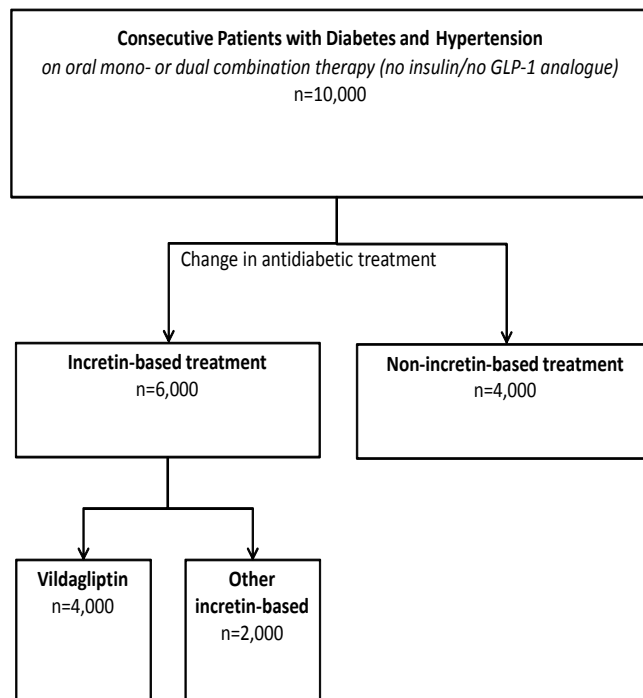 Consecutive Patients with Diabetes and Hypertension
on oral mono- or dual combination therapy (no insulin/no GLP-1 analogue)
n=10,000
Change in antidiabetic treatment
Incretin-based treatment
n=6,000
Non-incretin-based treatment
n=4,000
Vildagliptin
n=4,000
Other
incretin-based
n=2,000